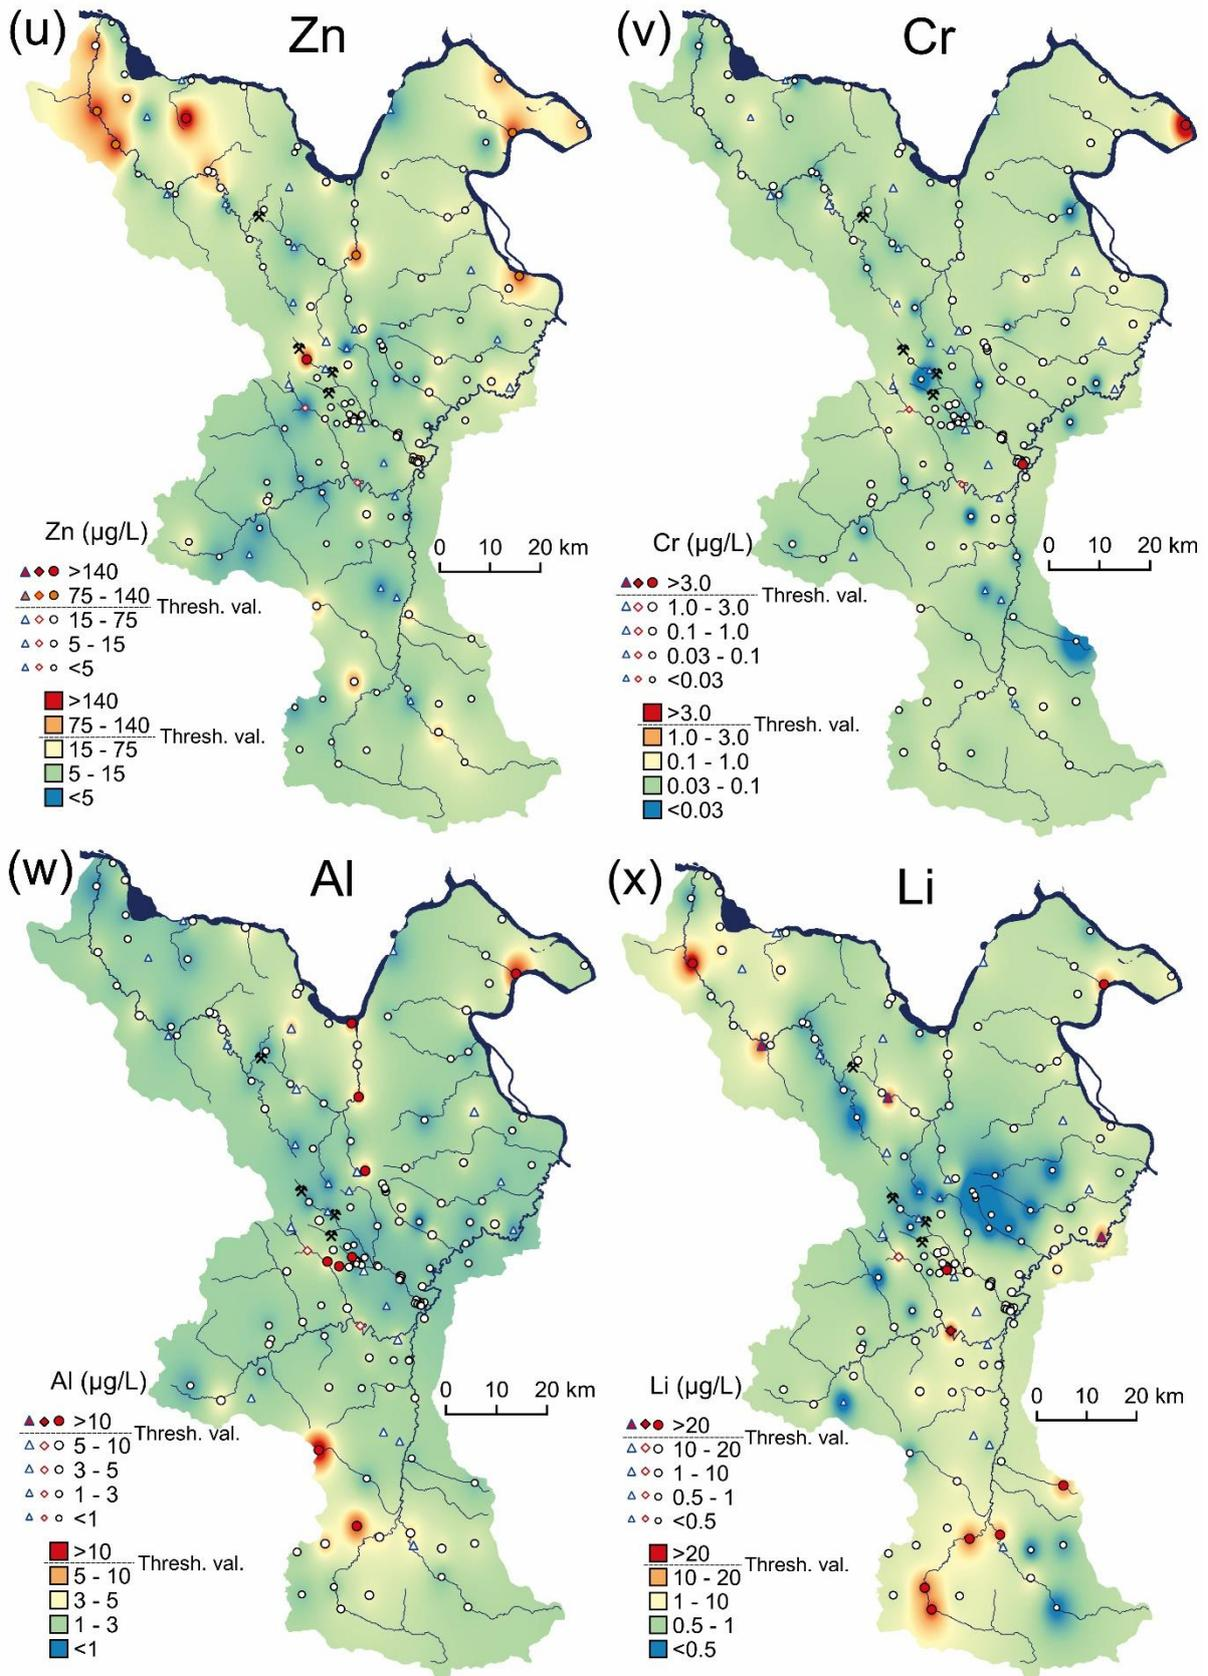 (u) Zn
Zn (µg/L)
>140
75 - 140
Thresh. val.
15 - 75
5 - 15
<5
>140
75 - 140
Thresh. val.
15 - 75
5 - 15
<5
0 10 20 km
(v) Cr
Cr (µg/L)
>3.0
Thresh. val.
1.0 - 3.0
0.1 - 1.0
0.03 - 0.1
<0.03
>3.0
Thresh. val.
1.0 - 3.0
0.1 - 1.0
0.03 - 0.1
<0.03
0 10 20 km
(w) Al
Al (µg/L)
>10
Thresh. val.
5 - 10
3 - 5
1 - 3
<1
>10
Thresh. val.
5 - 10
3 - 5
1 - 3
<1
0 10 20 km
(x) Li
Li (µg/L)
>20
Thresh. val.
10 - 20
1 - 10
0.5 - 1
<0.5
>20
Thresh. val.
10 - 20
1 - 10
0.5 - 1
<0.5
0 10 20 km